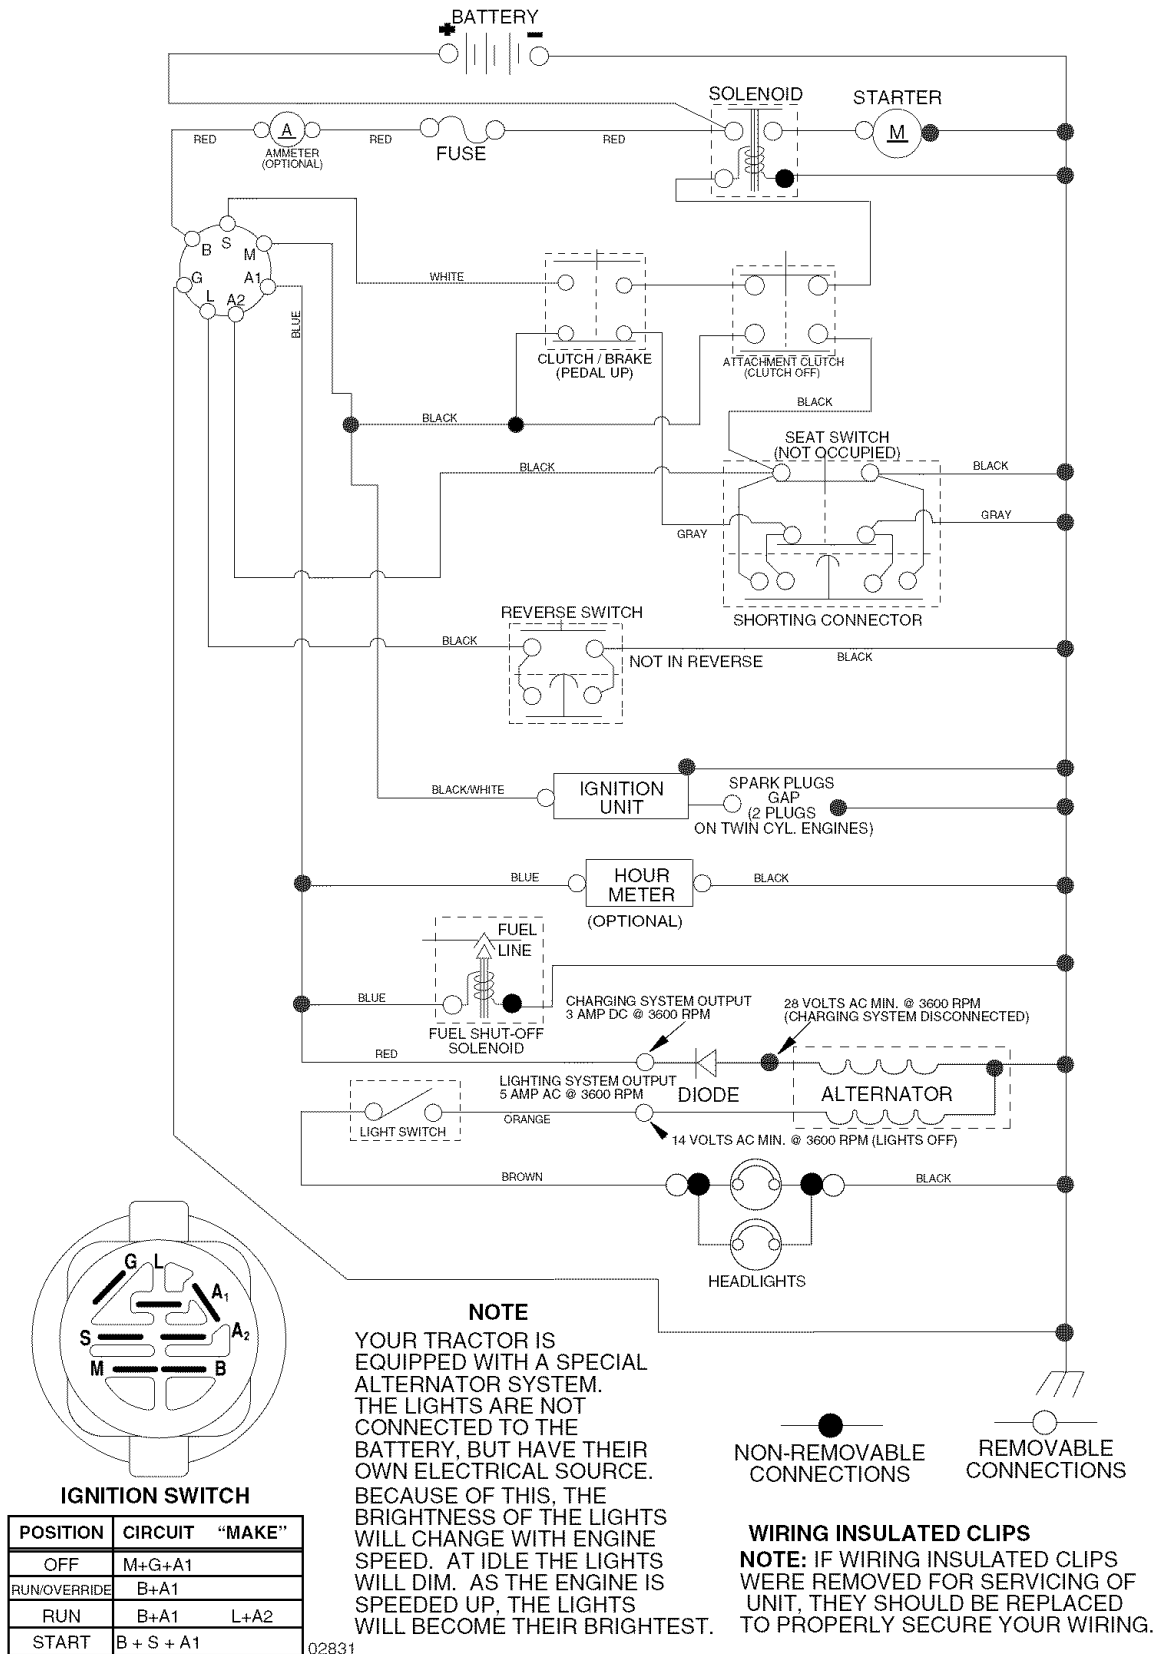 BATTERY
+ -
SOLENOID
STARTER
RED
A
AMMETER
(OPTIONAL)
RED
FUSE
RED
M
B
S
M
G
A1
L
A2
WHITE
BLUE
CLUTCH / BRAKE
(PEDAL UP)
ATTACHMENT CLUTCH
(CLUTCH OFF)
BLACK
BLACK
SEAT SWITCH
(NOT OCCUPIED)
BLACK
BLACK
GRAY
GRAY
SHORTING CONNECTOR
REVERSE SWITCH
BLACK
NOT IN REVERSE
BLACK
BLACK/WHITE
IGNITION
UNIT
SPARK PLUGS
GAP
(2 PLUGS
ON TWIN CYL. ENGINES)
BLUE
HOUR
METER
BLACK
(OPTIONAL)
FUEL
LINE
BLUE
FUEL SHUT-OFF
SOLENOID
CHARGING SYSTEM OUTPUT
3 AMP DC @ 3600 RPM
28 VOLTS AC MIN. @ 3600 RPM
(CHARGING SYSTEM DISCONNECTED)
RED
LIGHTING SYSTEM OUTPUT
5 AMP AC @ 3600 RPM
DIODE
ALTERNATOR
LIGHT SWITCH
ORANGE
14 VOLTS AC MIN. @ 3600 RPM (LIGHTS OFF)
BROWN
BLACK
HEADLIGHTS
G L
A1
S
A2
M
B
IGNITION SWITCH
POSITION CIRCUIT “MAKE”
OFF M+G+A1
RUN/OVERRIDE B+A1
RUN B+A1 L+A2
START B + S + A1
02831
NOTE
YOUR TRACTOR IS
EQUIPPED WITH A SPECIAL
ALTERNATOR SYSTEM.
THE LIGHTS ARE NOT
CONNECTED TO THE
BATTERY, BUT HAVE THEIR
OWN ELECTRICAL SOURCE.
BECAUSE OF THIS, THE
BRIGHTNESS OF THE LIGHTS
WILL CHANGE WITH ENGINE
SPEED. AT IDLE THE LIGHTS
WILL DIM. AS THE ENGINE IS
SPEEDED UP, THE LIGHTS
WILL BECOME THEIR BRIGHTEST.
NON-REMOVABLE
CONNECTIONS
REMOVABLE
CONNECTIONS
WIRING INSULATED CLIPS
NOTE: IF WIRING INSULATED CLIPS
WERE REMOVED FOR SERVICING OF
UNIT, THEY SHOULD BE REPLACED
TO PROPERLY SECURE YOUR WIRING.